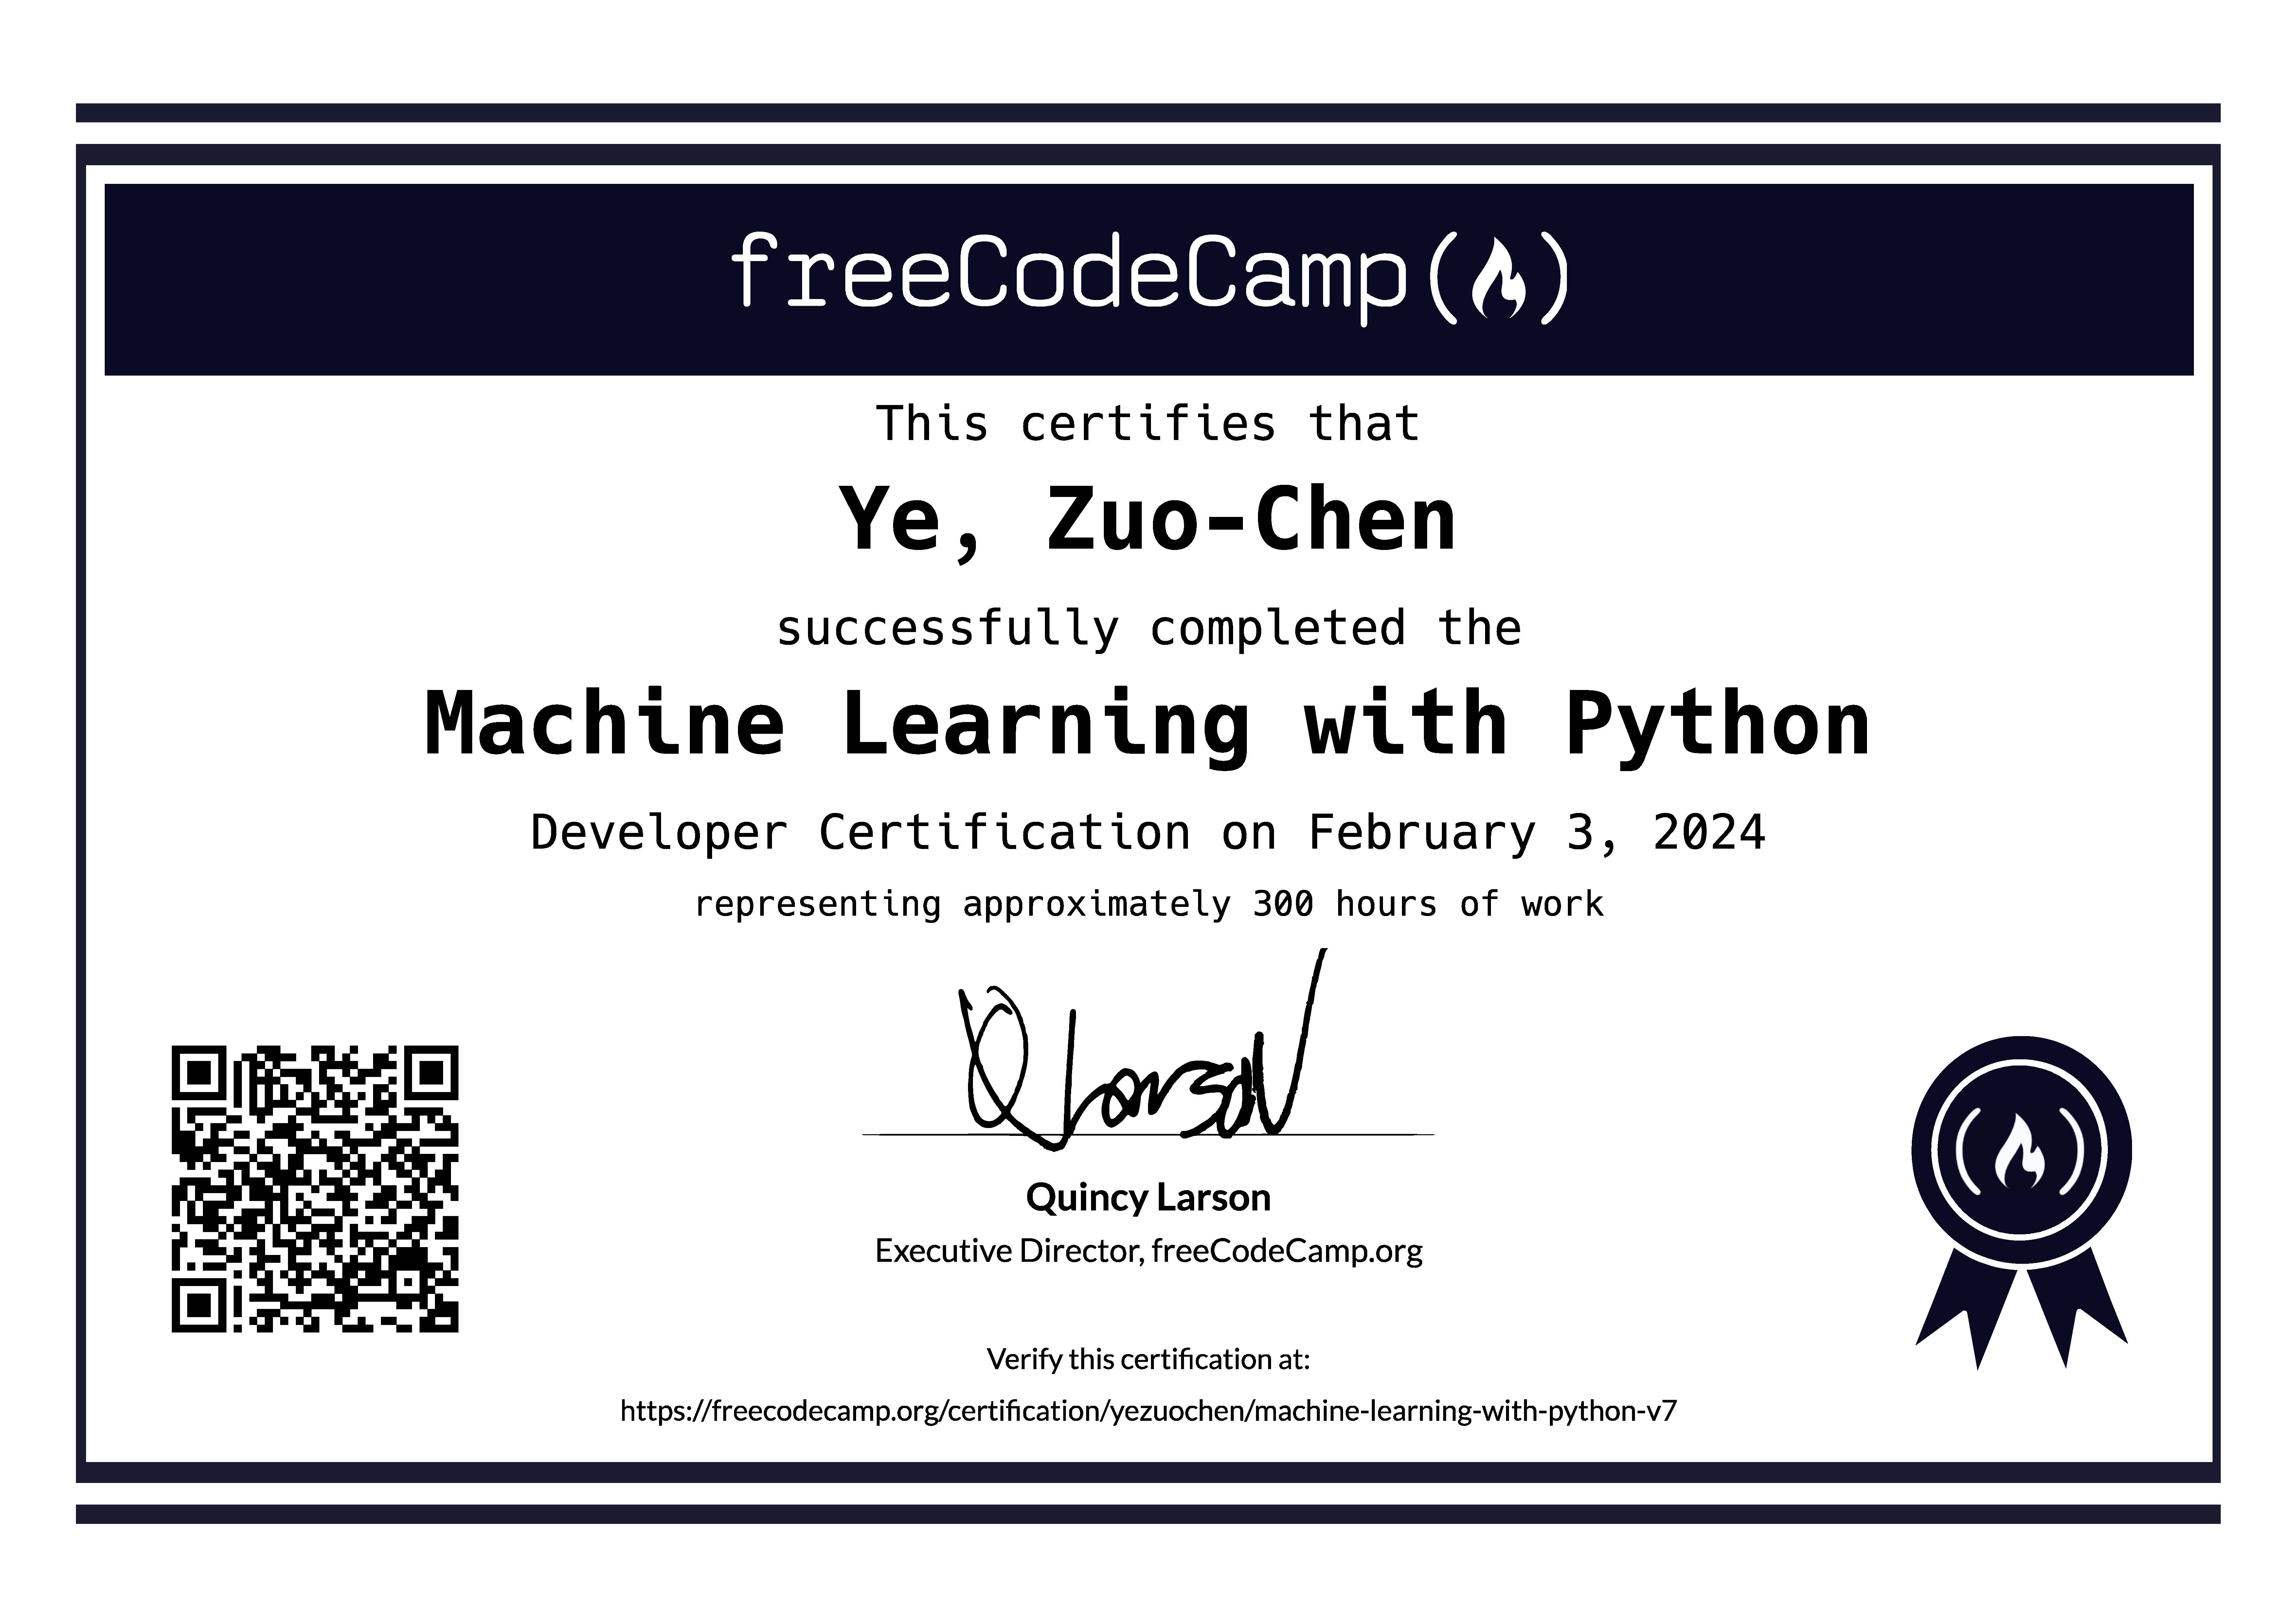 freeCodeCamp(🔥)
This certifies that
Ye, Zuo-Chen
successfully completed the
Machine Learning with Python
Developer Certification on February 3, 2024
representing approximately 300 hours of work
QLarson
Quincy Larson
Executive Director, freeCodeCamp.org
Verify this certification at:
https://freecodecamp.org/certification/yezuochen/machine-learning-with-python-v7